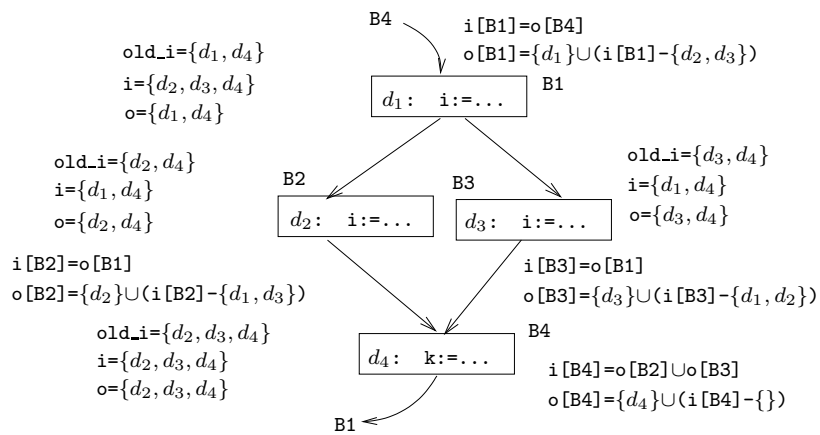 B4
i[B1]=o[B4]
o[B1]={d₁}∪(i[B1]-{d₂, d₃})
old_i={d₁, d₄}
i={d₂, d₃, d₄}
o={d₁, d₄}
B1
d₁: i:=...
old_i={d₂, d₄}
i={d₁, d₄}
o={d₂, d₄}
B2
d₂: i:=...
B3
d₃: i:=...
old_i={d₃, d₄}
i={d₁, d₄}
o={d₃, d₄}
i[B2]=o[B1]
o[B2]={d₂}∪(i[B2]-{d₁, d₃})
i[B3]=o[B1]
o[B3]={d₃}∪(i[B3]-{d₁, d₂})
old_i={d₂, d₃, d₄}
i={d₂, d₃, d₄}
o={d₂, d₃, d₄}
B4
d₄: k:=...
i[B4]=o[B2]∪o[B3]
o[B4]={d₄}∪(i[B4]-{})
B1